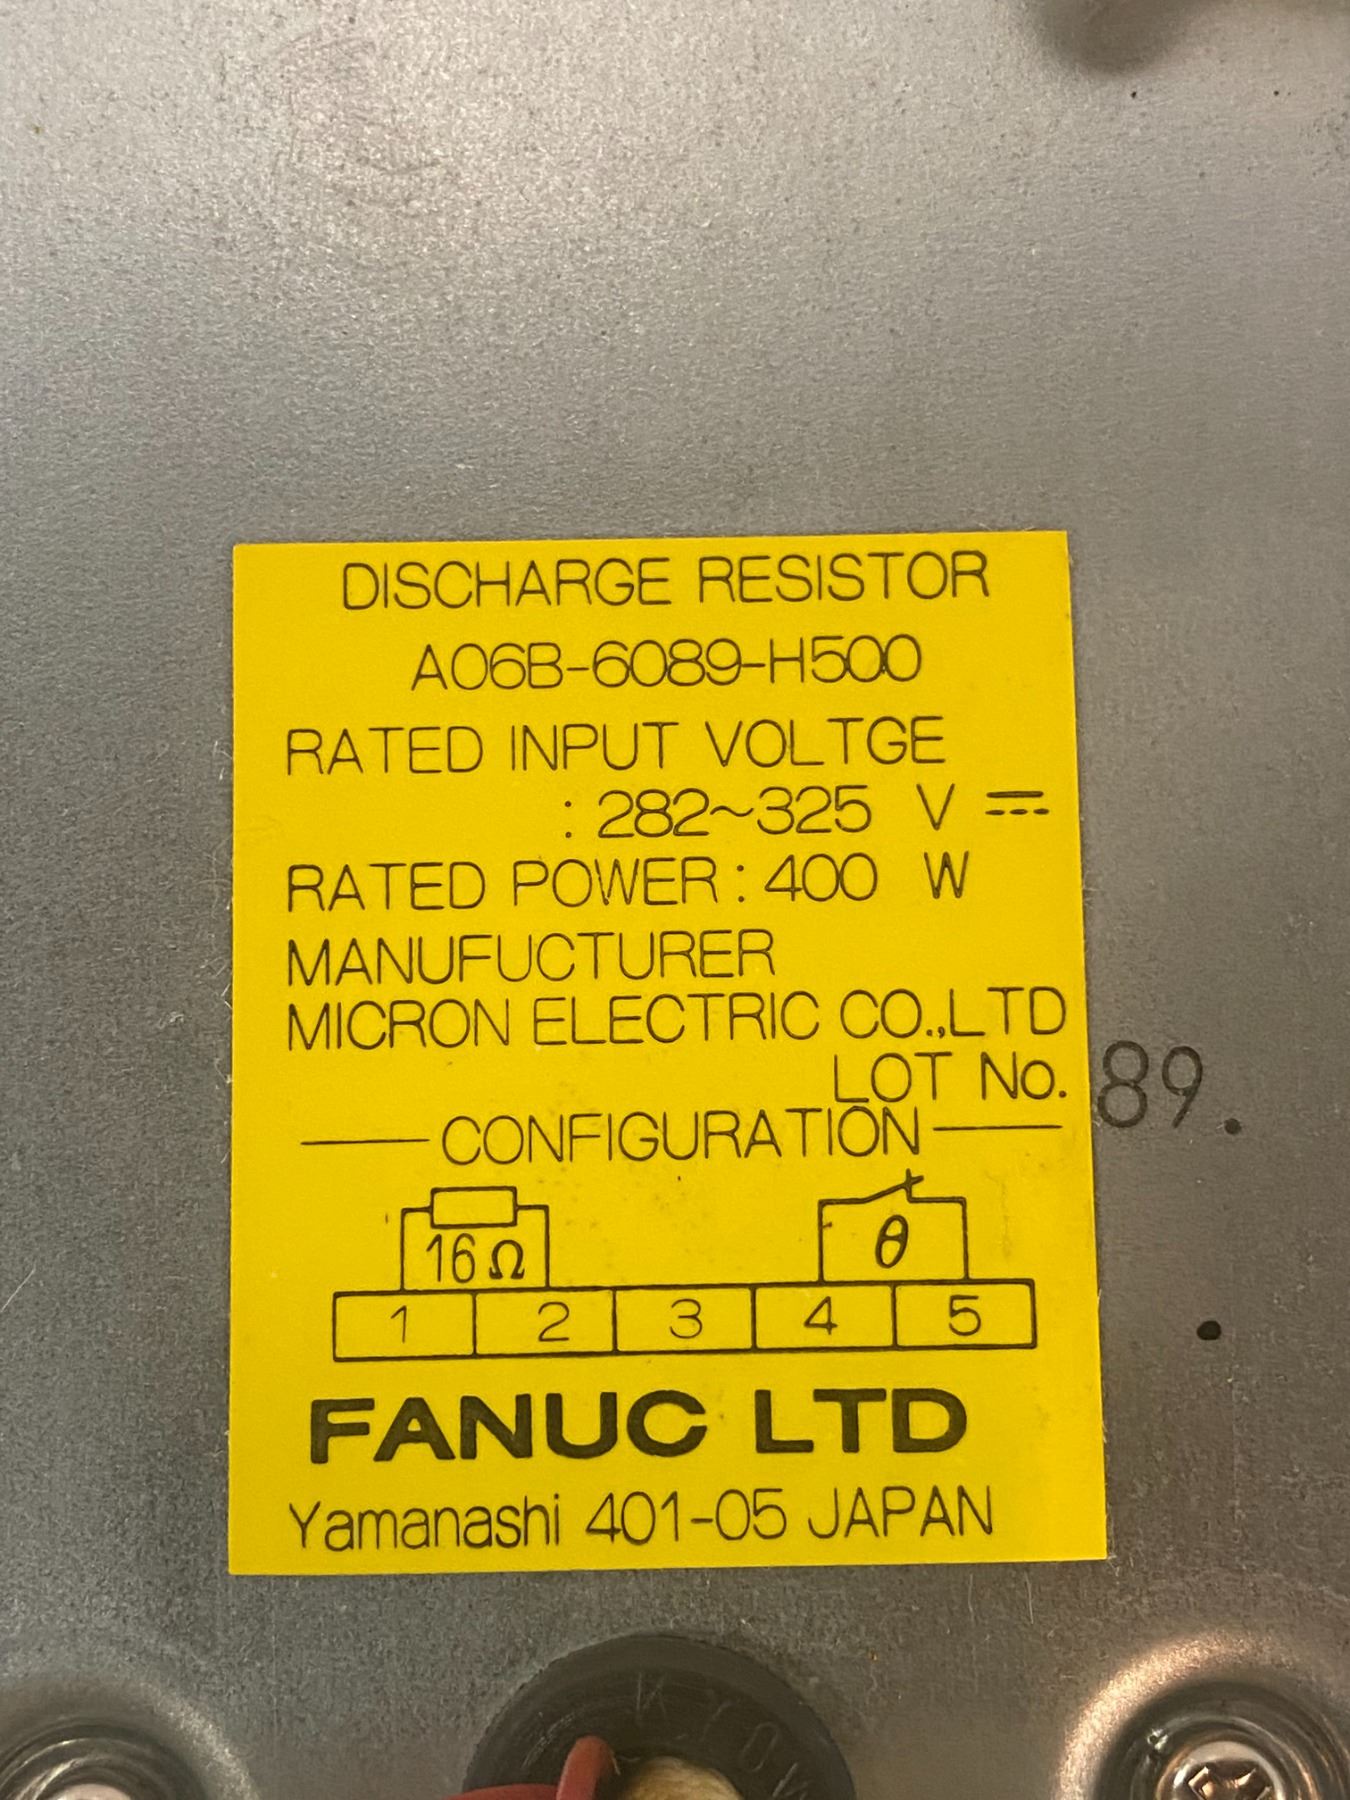 DISCHARGE RESISTOR
A06B-6089-H500
RATED INPUT VOLTGE
: 282~325 V ⎓
RATED POWER : 400 W
MANUFUCTURER
MICRON ELECTRIC CO.,LTD
LOT No. 89.
CONFIGURATION
16Ω θ
1 2 3 4 5
FANUC LTD
Yamanashi 401-05 JAPAN